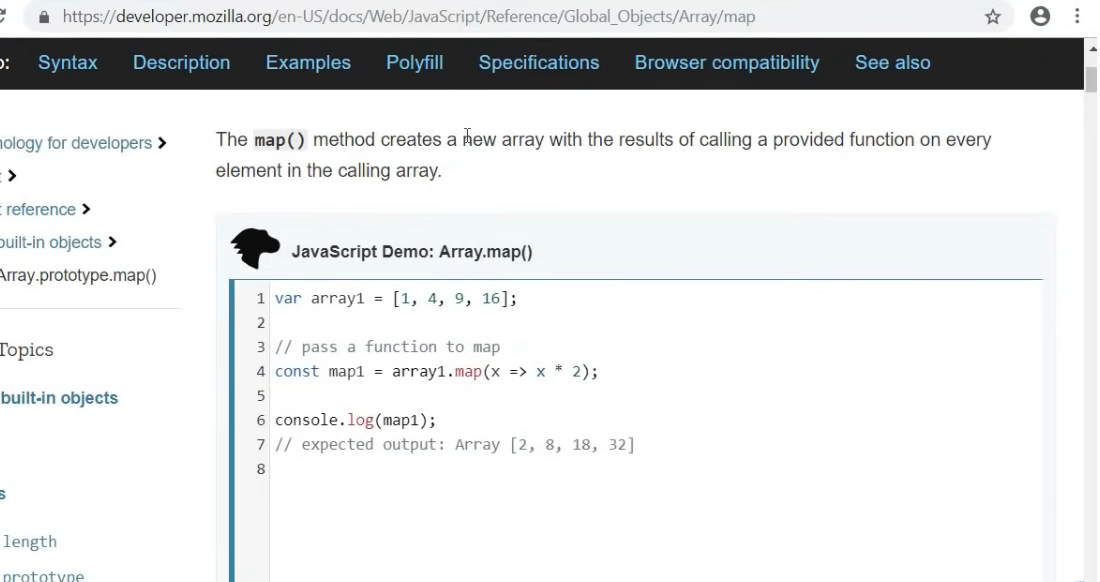 https://developer.mozilla.org/en-US/docs/Web/JavaScript/Reference/Global_Objects/Array/map
o: Syntax Description Examples Polyfill Specifications Browser compatibility See also
nology for developers
t
t reference
built-in objects
Array.prototype.map()
Topics
built-in objects
s
length
prototype
The map() method creates a new array with the results of calling a provided function on every
element in the calling array.
JavaScript Demo: Array.map()
1 var array1 = [1, 4, 9, 16];
2
3 // pass a function to map
4 const map1 = array1.map(x => x * 2);
5
6 console.log(map1);
7 // expected output: Array [2, 8, 18, 32]
8